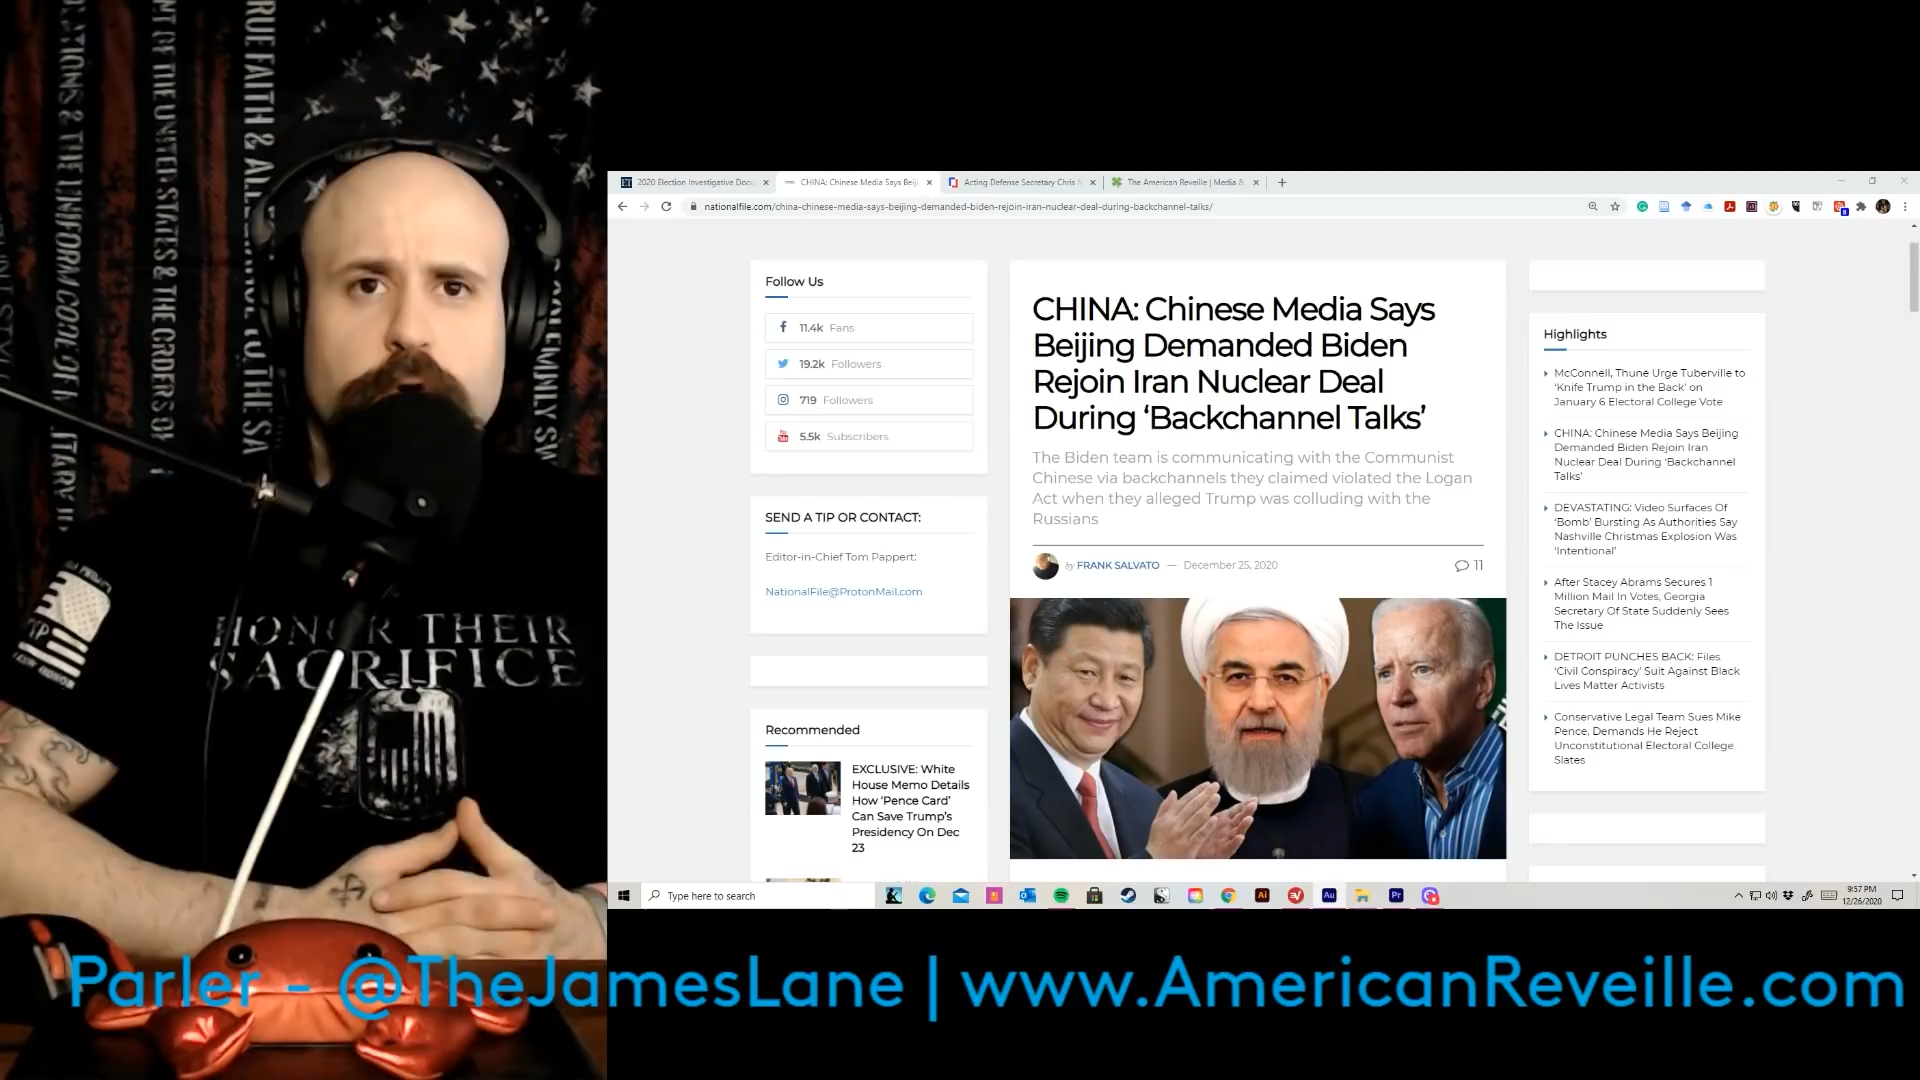 TRUE FAITH & ALLE
TO THE
SOLEMNLY SW
UNIFORM CODE OF
HONOR THEIR
SACRIFICE
2020 Election Investigative Docu
CHINA: Chinese Media Says Beiji
Acting Defense Secretary Chris
The American Reveille | Media &
nationalfile.com/china-chinese-media-says-beijing-demanded-biden-rejoin-iran-nuclear-deal-during-backchannel-talks/
Follow Us
11.4k Fans
19.2k Followers
719 Followers
5.5k Subscribers
SEND A TIP OR CONTACT:
Editor-in-Chief Tom Pappert:
NationalFile@ProtonMail.com
Recommended
EXCLUSIVE: White
House Memo Details
How ‘Pence Card’
Can Save Trump’s
Presidency On Dec
23
CHINA: Chinese Media Says
Beijing Demanded Biden
Rejoin Iran Nuclear Deal
During ‘Backchannel Talks’
The Biden team is communicating with the Communist
Chinese via backchannels they claimed violated the Logan
Act when they alleged Trump was colluding with the
Russians
by FRANK SALVATO — December 25, 2020
11
Highlights
McConnell, Thune Urge Tuberville to
‘Knife Trump in the Back’ on
January 6 Electoral College Vote
CHINA: Chinese Media Says Beijing
Demanded Biden Rejoin Iran
Nuclear Deal During ‘Backchannel
Talks’
DEVASTATING: Video Surfaces Of
‘Bomb’ Bursting As Authorities Say
Nashville Christmas Explosion Was
‘Intentional’
After Stacey Abrams Secures 1
Million Mail In Votes, Georgia
Secretary Of State Suddenly Sees
The Issue
DETROIT PUNCHES BACK: Files
‘Civil Conspiracy’ Suit Against Black
Lives Matter Activists
Conservative Legal Team Sues Mike
Pence, Demands He Reject
Unconstitutional Electoral College
Slates
Type here to search
9:57 PM
12/26/2020
Parler - @TheJamesLane | www.AmericanReveille.com